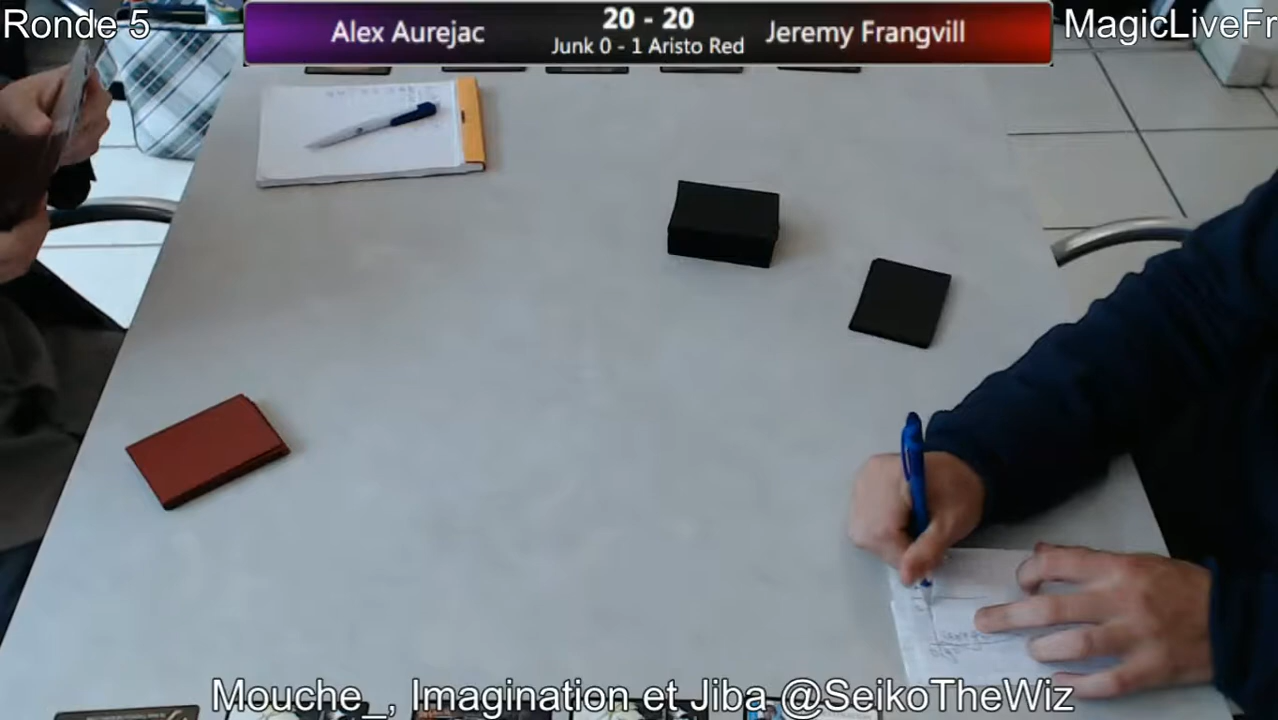 Ronde 5
Alex Aurejac
20 - 20
Junk 0 - 1 Aristo Red
Jeremy Frangvill
MagicLiveFr
Mouche_, Imagination et Jiba @SeikoTheWiz